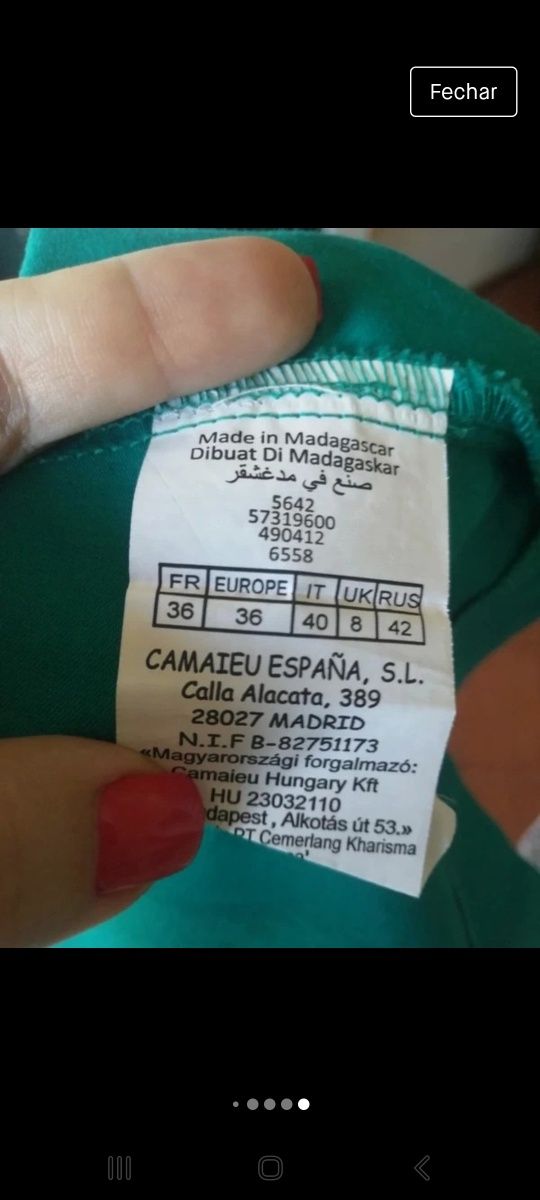 Fechar
Made in Madagascar
Dibuat Di Madagaskar
صنع في مدغشقر
5642
57319600
490412
6558
FR EUROPE IT UK RUS
36 36 40 8 42
CAMAIEU ESPAÑA, S.L.
Calla Alacata, 389
28027 MADRID
N.I.F B-82751173
«Magyarországi forgalmazó:
Camaieu Hungary Kft
HU 23032110
dapest, Alkotás út 53.»
PT Cemerlang Kharisma